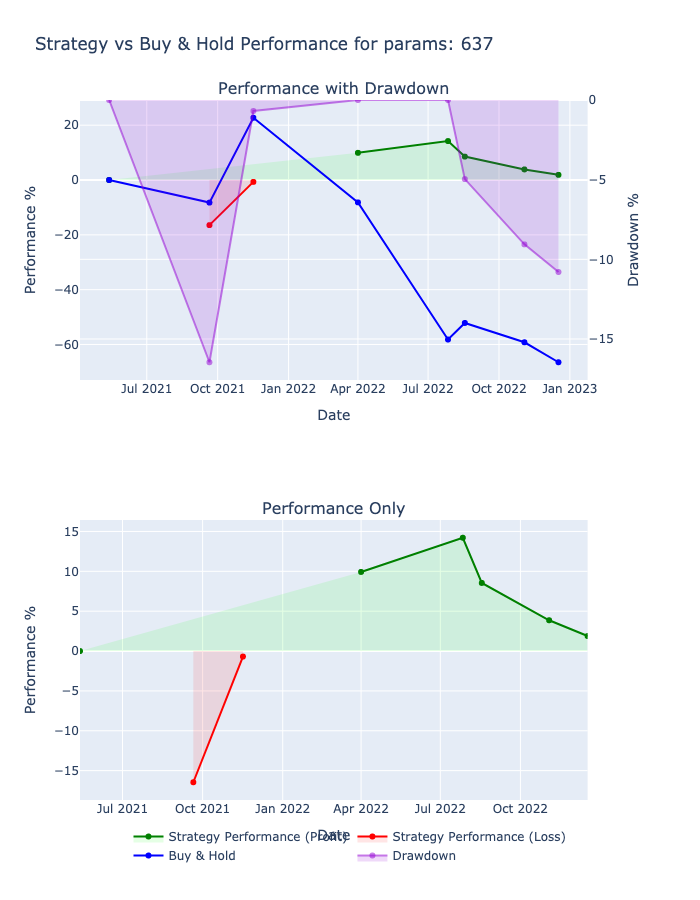 Strategy vs Buy & Hold Performance for params: 637
Performance with Drawdown
20
0
−20
−40
−60
Performance %
0
−5
−10
−15
Drawdown %
Jul 2021 Oct 2021 Jan 2022 Apr 2022 Jul 2022 Oct 2022 Jan 2023
Date
Performance Only
15
10
5
0
−5
−10
−15
Performance %
Jul 2021 Oct 2021 Jan 2022 Apr 2022 Jul 2022 Oct 2022
Date
Strategy Performance (Profit) Strategy Performance (Loss)
Buy & Hold Drawdown